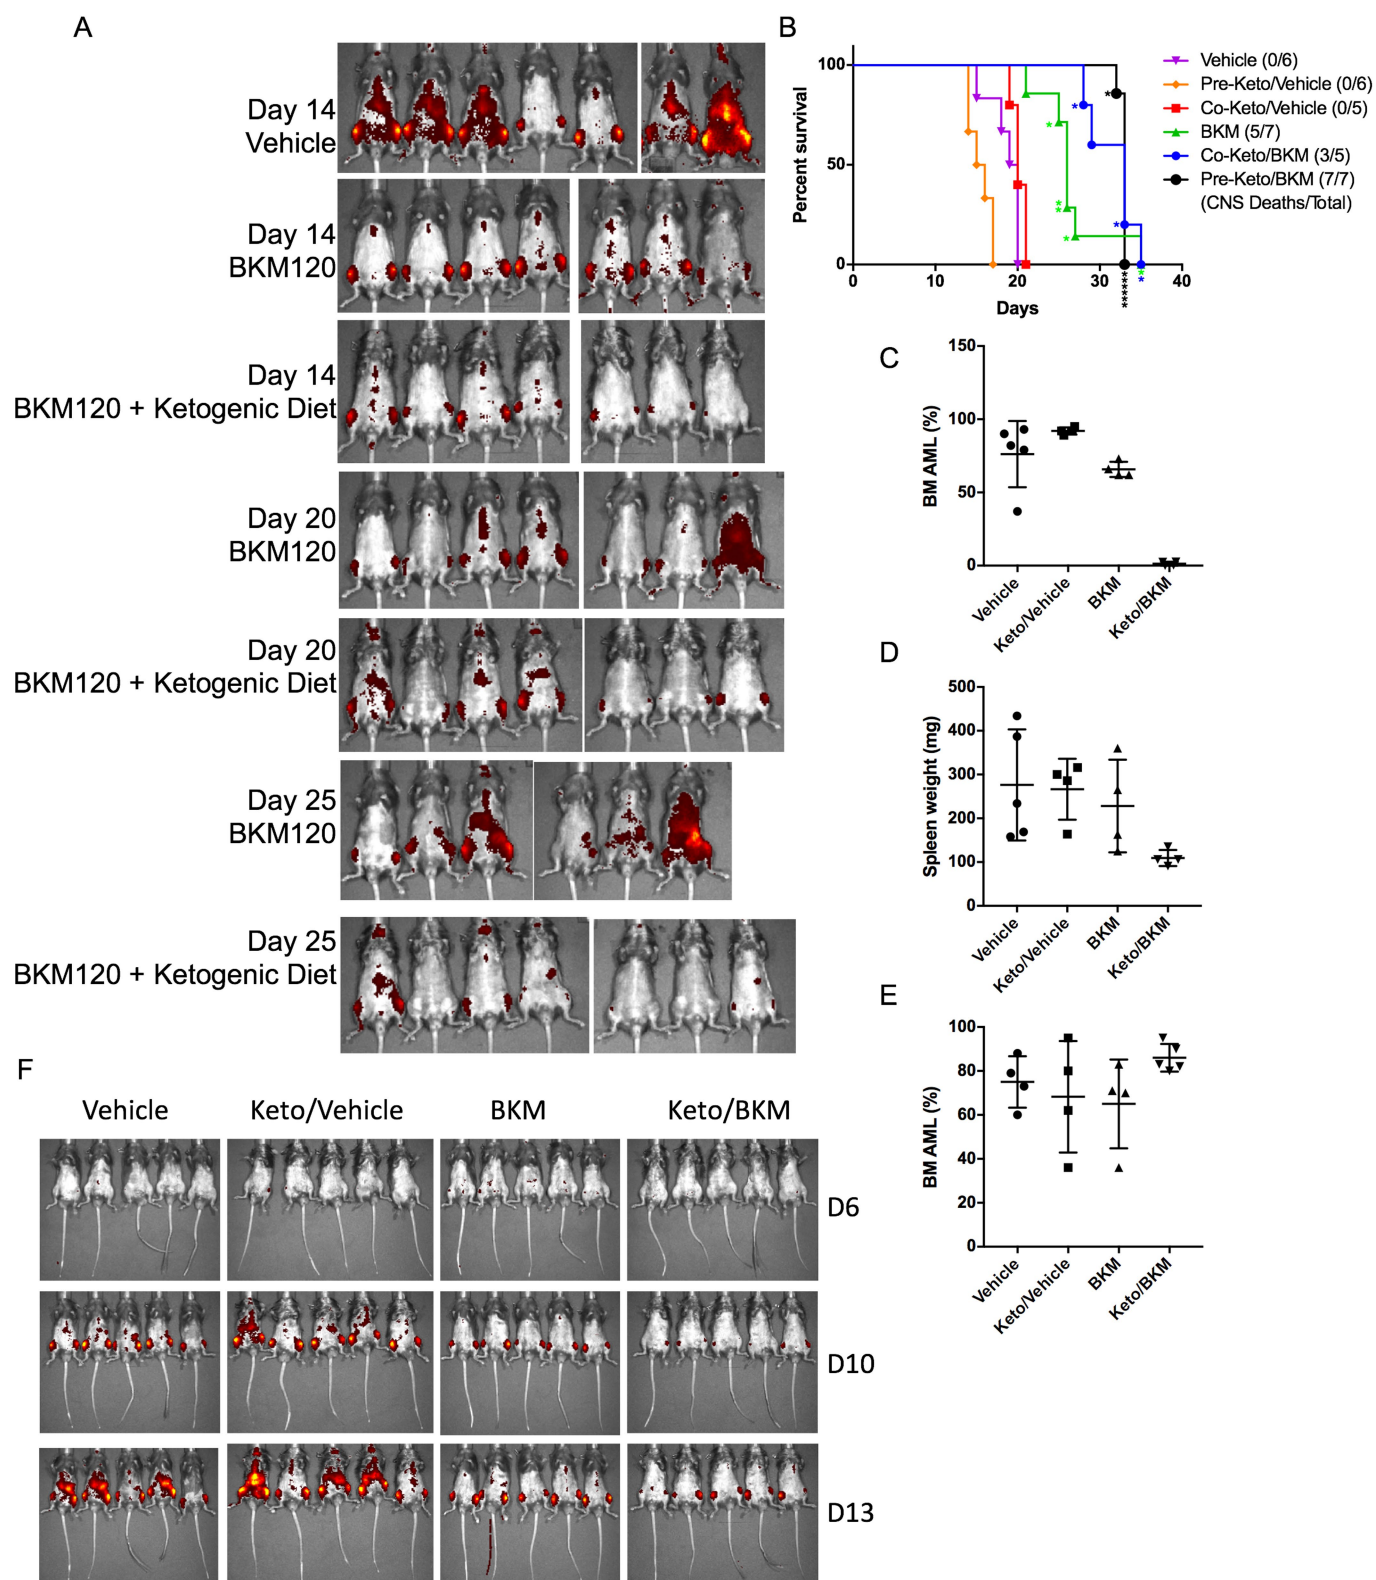 A
Day 14
Vehicle
Day 14
BKM120
Day 14
BKM120 + Ketogenic Diet
Day 20
BKM120
Day 20
BKM120 + Ketogenic Diet
Day 25
BKM120
Day 25
BKM120 + Ketogenic Diet
B
Percent survival
100
50
0
0 10 20 30 40
Days
Vehicle (0/6)
Pre-Keto/Vehicle (0/6)
Co-Keto/Vehicle (0/5)
BKM (5/7)
Co-Keto/BKM (3/5)
Pre-Keto/BKM (7/7)
(CNS Deaths/Total)
C
BM AML (%)
150
100
50
0
Vehicle
Keto/Vehicle
BKM
Keto/BKM
D
Spleen weight (mg)
500
400
300
200
100
0
Vehicle
Keto/Vehicle
BKM
Keto/BKM
E
BM AML (%)
100
80
60
40
20
0
Vehicle
Keto/Vehicle
BKM
Keto/BKM
F
Vehicle Keto/Vehicle BKM Keto/BKM
D6
D10
D13